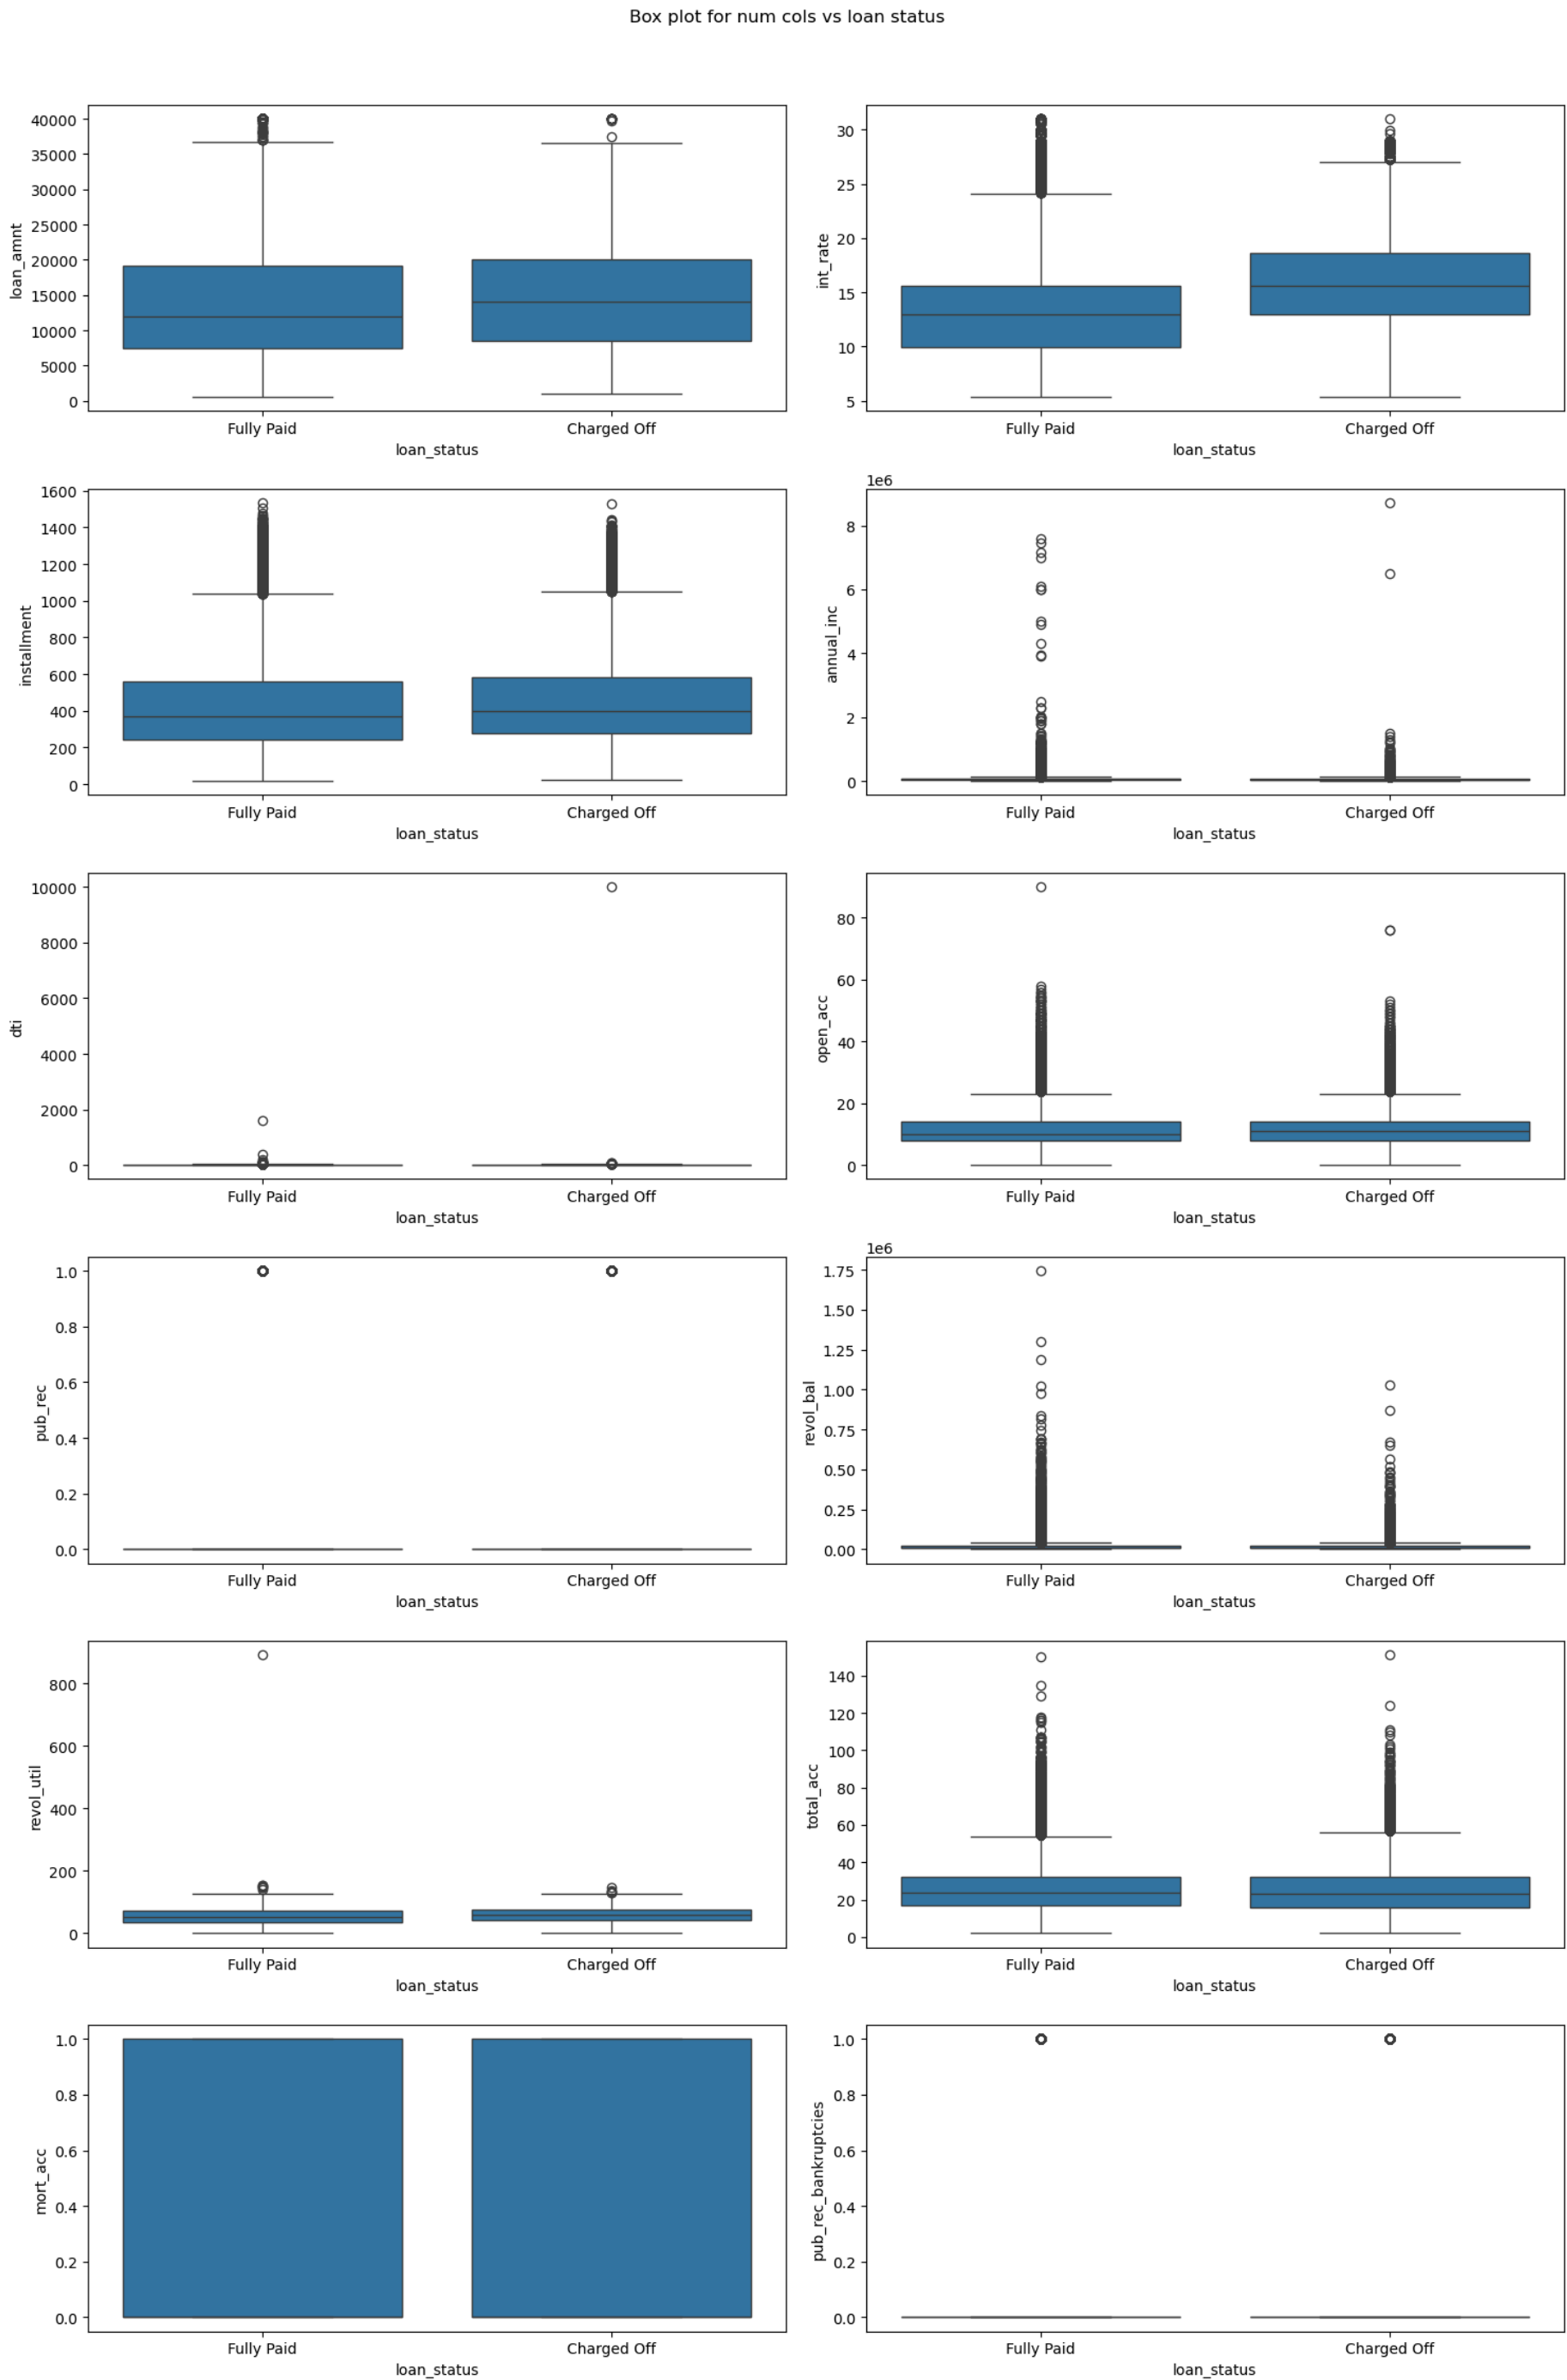 Box plot for num cols vs loan status
loan_amnt
40000
35000
30000
25000
20000
15000
10000
5000
0
Fully Paid
Charged Off
loan_status
int_rate
30
25
20
15
10
5
Fully Paid
Charged Off
loan_status
installment
1600
1400
1200
1000
800
600
400
200
0
Fully Paid
Charged Off
loan_status
1e6
annual_inc
8
6
4
2
0
Fully Paid
Charged Off
loan_status
dti
10000
8000
6000
4000
2000
0
Fully Paid
Charged Off
loan_status
open_acc
80
60
40
20
0
Fully Paid
Charged Off
loan_status
pub_rec
1.0
0.8
0.6
0.4
0.2
0.0
Fully Paid
Charged Off
loan_status
1e6
revol_bal
1.75
1.50
1.25
1.00
0.75
0.50
0.25
0.00
Fully Paid
Charged Off
loan_status
revol_util
800
600
400
200
0
Fully Paid
Charged Off
loan_status
total_acc
140
120
100
80
60
40
20
0
Fully Paid
Charged Off
loan_status
mort_acc
1.0
0.8
0.6
0.4
0.2
0.0
Fully Paid
Charged Off
loan_status
pub_rec_bankruptcies
1.0
0.8
0.6
0.4
0.2
0.0
Fully Paid
Charged Off
loan_status